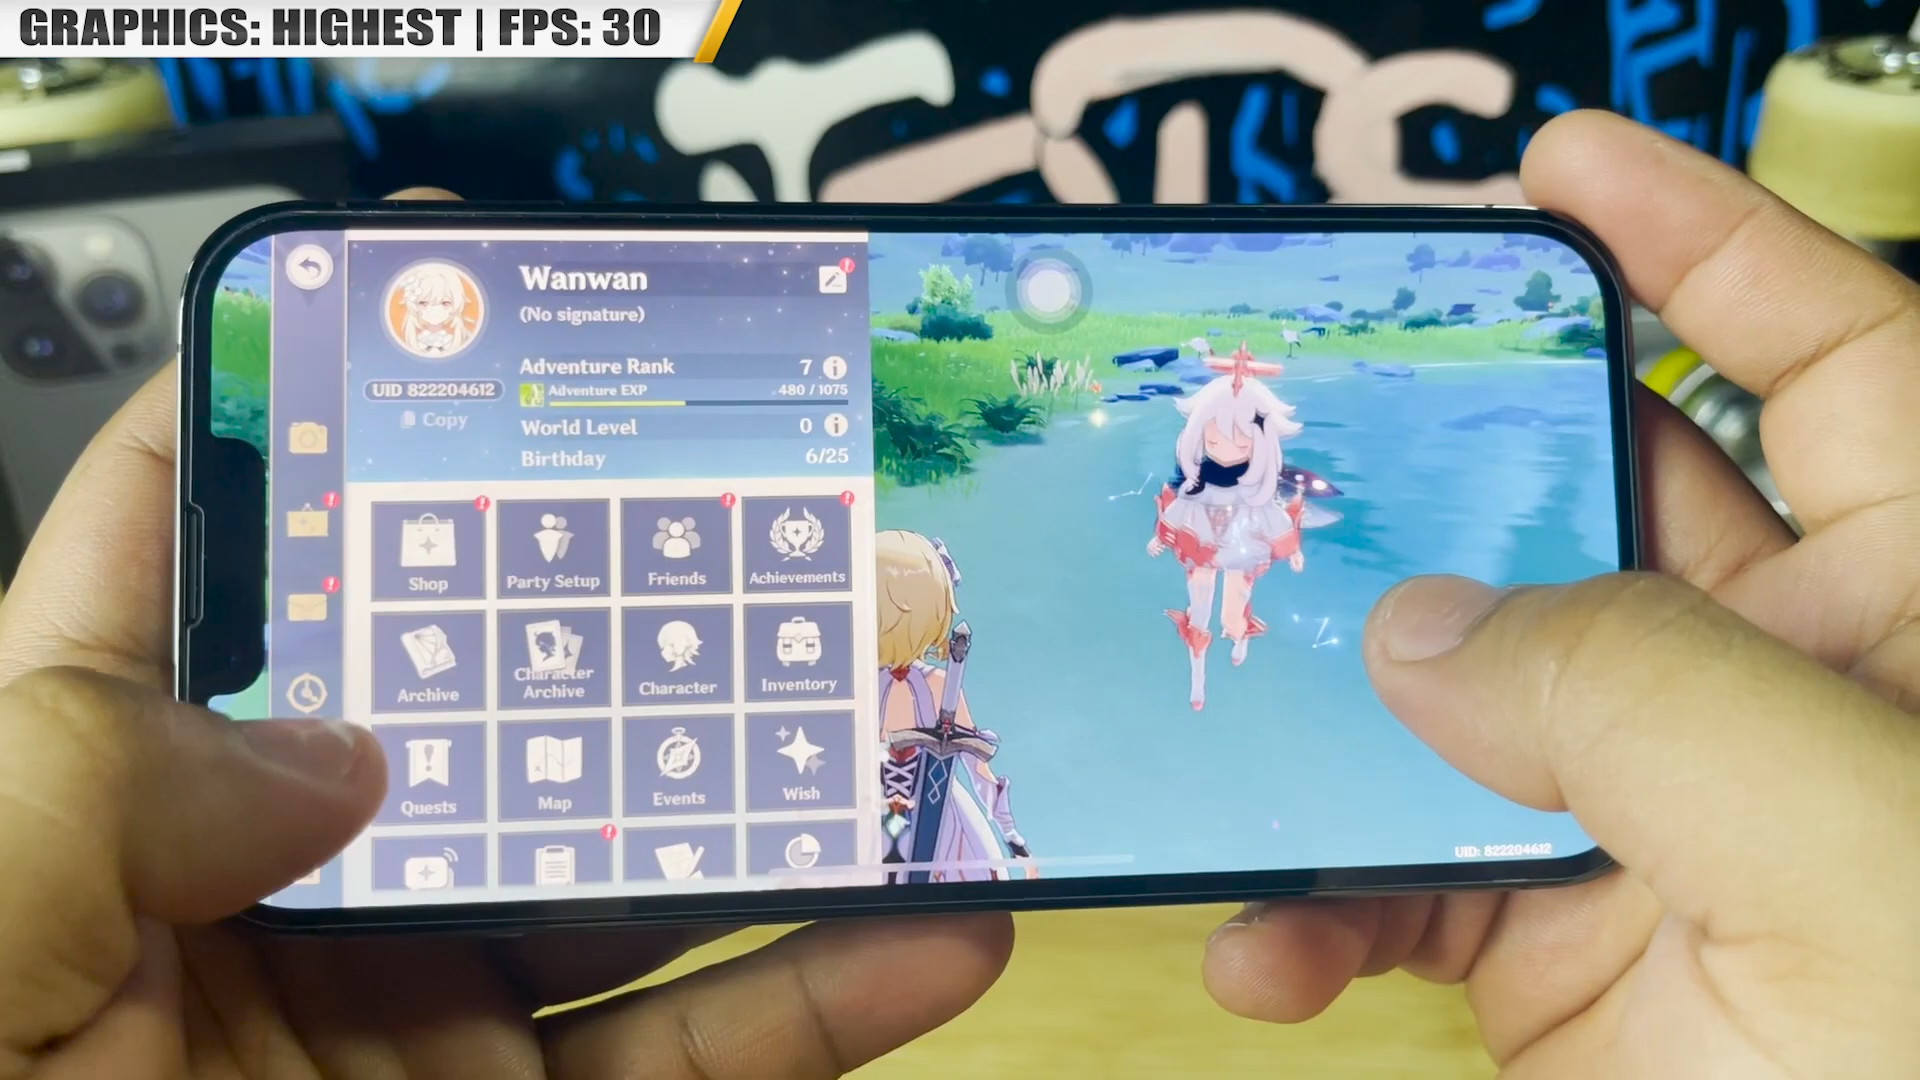 GRAPHICS: HIGHEST | FPS: 30
Wanwan
(No signature)
Adventure Rank 7
UID 822204612
Adventure EXP 480 / 1075
Copy
World Level 0
Birthday 6/25
Shop
Party Setup
Friends
Achievements
Archive
Character
Archive
Character
Inventory
Quests
Map
Events
Wish
UID: 822204612